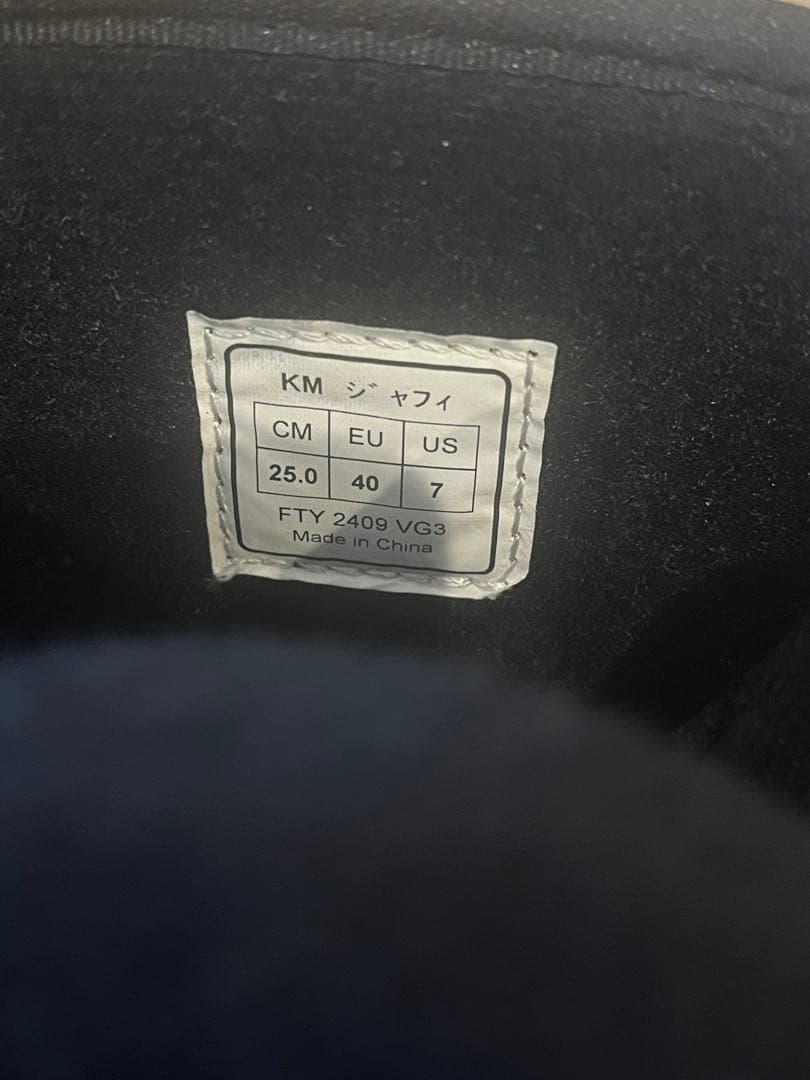 KM ジャフィ
CM EU US
25.0 40 7
FTY 2409 VG3
Made in China